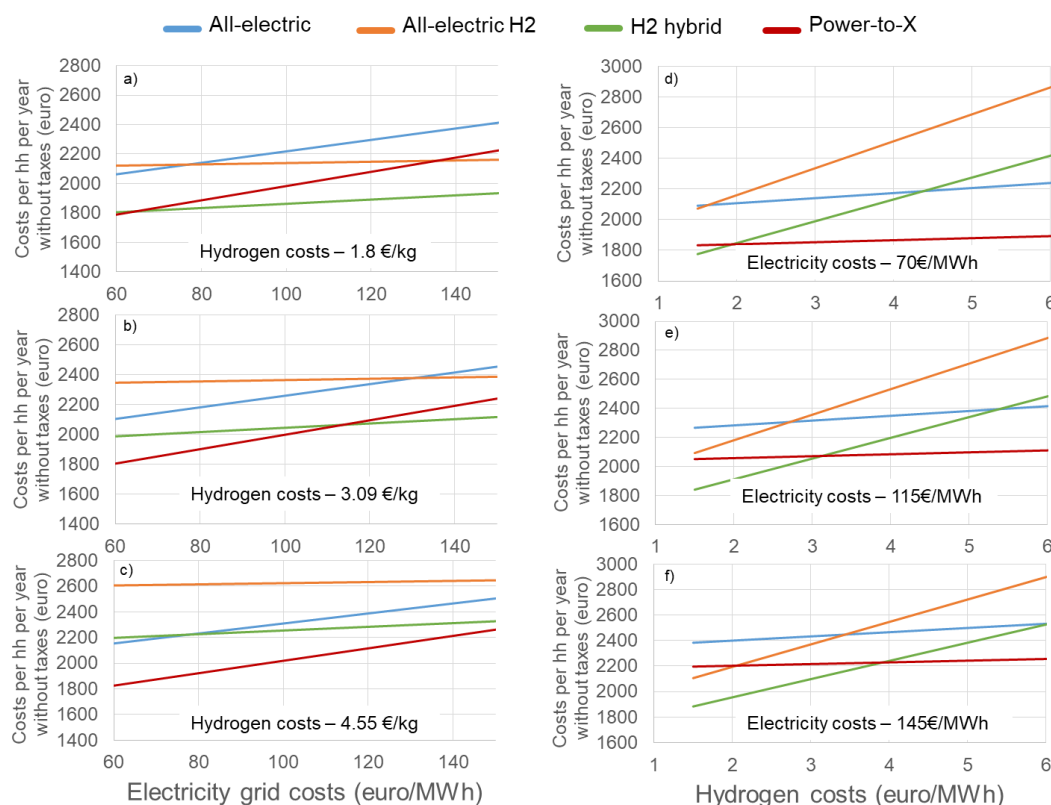 All-electric
All-electric H2
H2 hybrid
Power-to-X
Costs per hh per year
without taxes (euro)
2800
2600
2400
2200
2000
1800
1600
1400
a)
Hydrogen costs – 1.8 €/kg
60
80
100
120
140
Costs per hh per year
without taxes (euro)
2800
2600
2400
2200
2000
1800
1600
1400
b)
Hydrogen costs – 3.09 €/kg
60
80
100
120
140
Costs per hh per year
without taxes (euro)
2800
2600
2400
2200
2000
1800
1600
1400
c)
Hydrogen costs – 4.55 €/kg
60
80
100
120
140
Electricity grid costs (euro/MWh)
Costs per hh per year
without taxes (euro)
3000
2800
2600
2400
2200
2000
1800
1600
d)
Electricity costs – 70€/MWh
1
2
3
4
5
6
Costs per hh per year
without taxes (euro)
3000
2800
2600
2400
2200
2000
1800
1600
e)
Electricity costs – 115€/MWh
1
2
3
4
5
6
Costs per hh per year
without taxes (euro)
3000
2800
2600
2400
2200
2000
1800
1600
f)
Electricity costs – 145€/MWh
1
2
3
4
5
6
Hydrogen costs (euro/MWh)